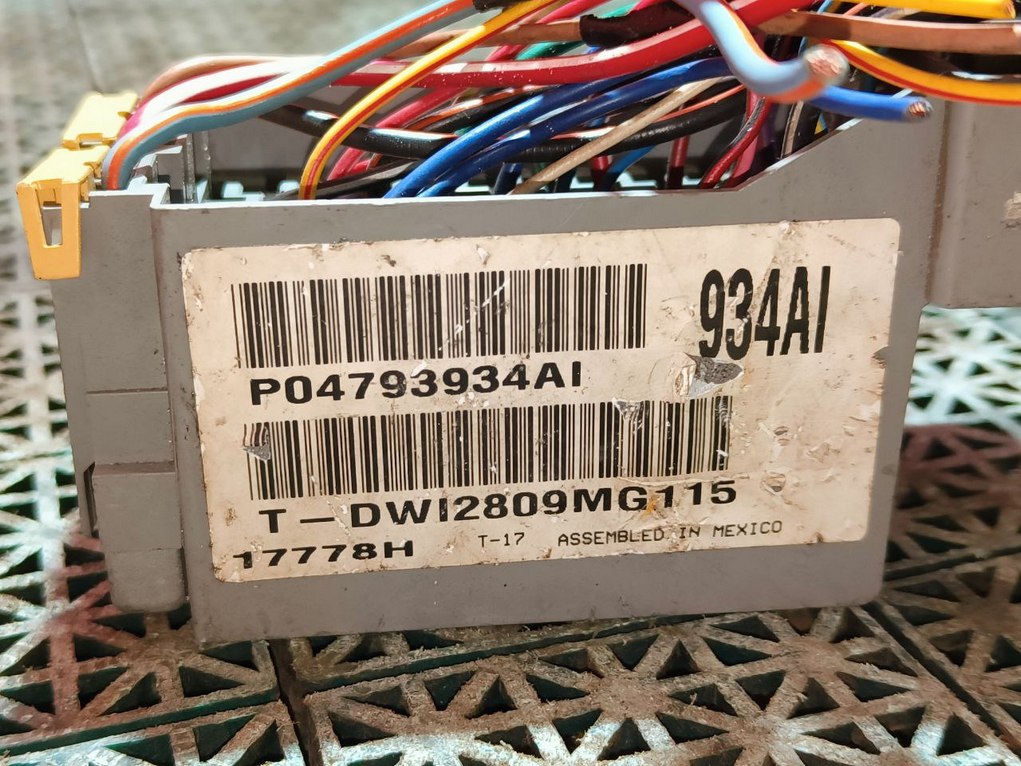 934AI
P04793934AI
T-DWI2809MG115
17778H T-17 ASSEMBLED IN MEXICO